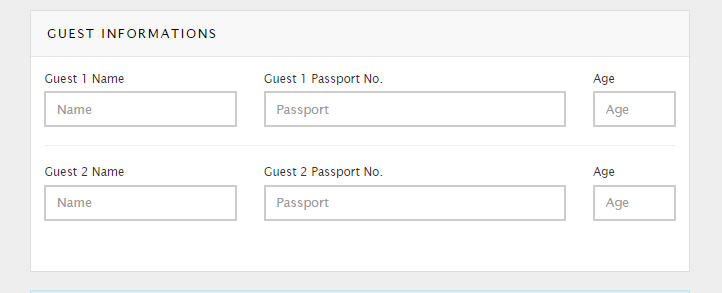 GUEST INFORMATIONS
Guest 1 Name Guest 1 Passport No. Age
Name Passport Age
Guest 2 Name Guest 2 Passport No. Age
Name Passport Age